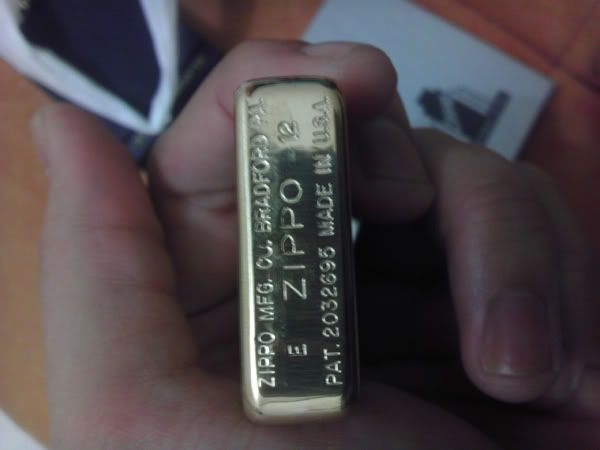 ZIPPO MFG. CO. BRADFORD PA
E ZIPPO 12
PAT. 2032695 MADE IN U.S.A